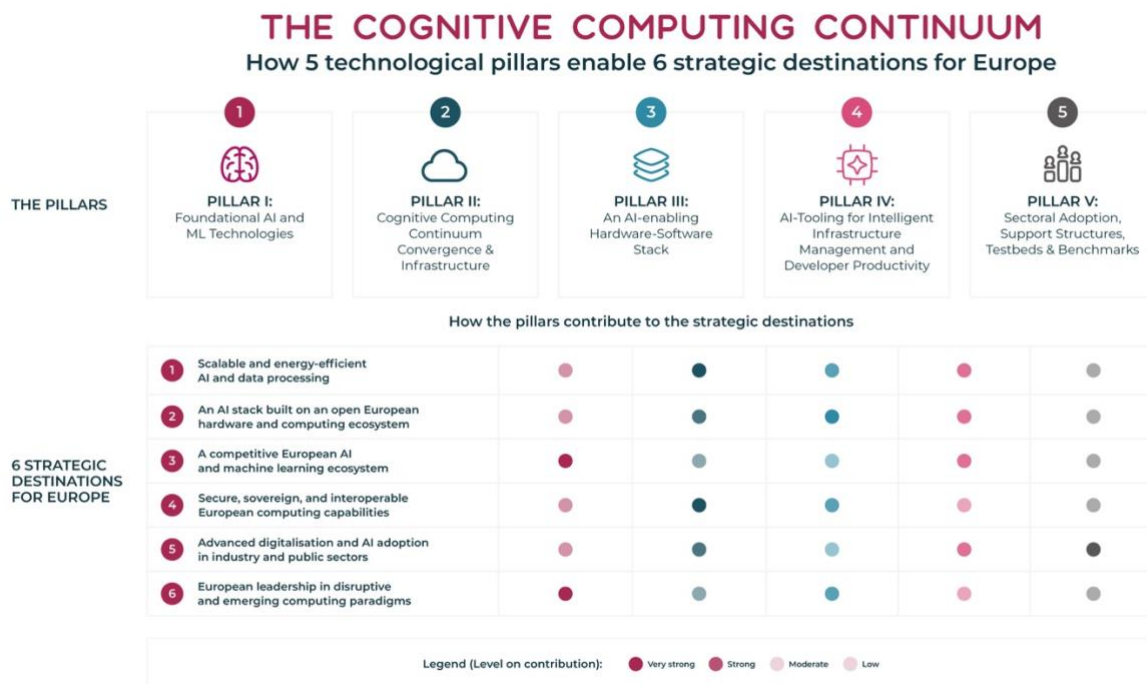 THE COGNITIVE COMPUTING CONTINUUM
How 5 technological pillars enable 6 strategic destinations for Europe
1
2
3
4
5
THE PILLARS
PILLAR I:
Foundational AI and
ML Technologies
PILLAR II:
Cognitive Computing
Continuum
Convergence &
Infrastructure
PILLAR III:
An AI-enabling
Hardware-Software
Stack
PILLAR IV:
AI-Tooling for Intelligent
Infrastructure
Management and
Developer Productivity
PILLAR V:
Sectoral Adoption,
Support Structures,
Testbeds & Benchmarks
How the pillars contribute to the strategic destinations
6 STRATEGIC
DESTINATIONS
FOR EUROPE
1
Scalable and energy-efficient
AI and data processing
2
An AI stack built on an open European
hardware and computing ecosystem
3
A competitive European AI
and machine learning ecosystem
4
Secure, sovereign, and interoperable
European computing capabilities
5
Advanced digitalisation and AI adoption
in industry and public sectors
6
European leadership in disruptive
and emerging computing paradigms
Legend (Level on contribution): Very strong Strong Moderate Low